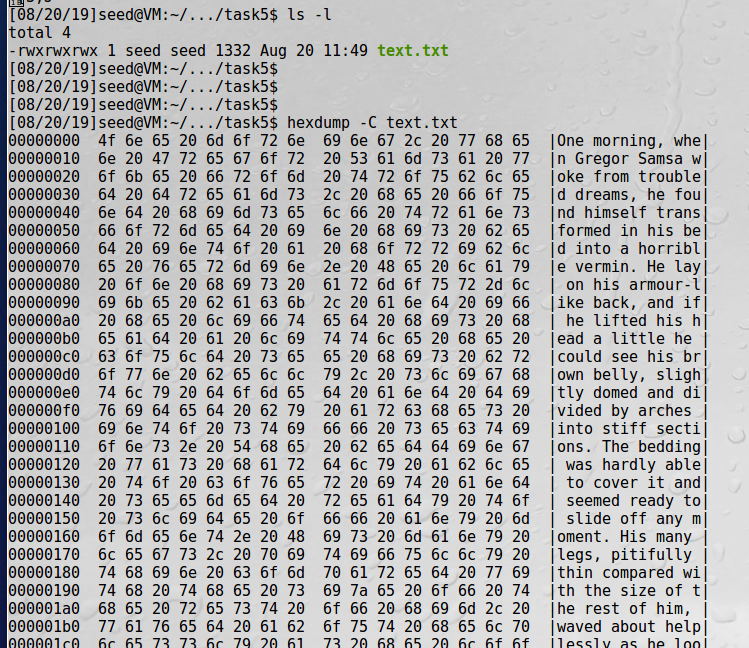 [08/20/19]seed@VM:~/.../task5$ ls -l
total 4
-rwxrwxrwx 1 seed seed 1332 Aug 20 11:49 text.txt
[08/20/19]seed@VM:~/.../task5$
[08/20/19]seed@VM:~/.../task5$
[08/20/19]seed@VM:~/.../task5$
[08/20/19]seed@VM:~/.../task5$ hexdump -C text.txt
00000000  4f 6e 65 20 6d 6f 72 6e  69 6e 67 2c 20 77 68 65  |One morning, whe|
00000010  6e 20 47 72 65 67 6f 72  20 53 61 6d 73 61 20 77  |n Gregor Samsa w|
00000020  6f 6b 65 20 66 72 6f 6d  20 74 72 6f 75 62 6c 65  |oke from trouble|
00000030  64 20 64 72 65 61 6d 73  2c 20 68 65 20 66 6f 75  |d dreams, he fou|
00000040  6e 64 20 68 69 6d 73 65  6c 66 20 74 72 61 6e 73  |nd himself trans|
00000050  66 6f 72 6d 65 64 20 69  6e 20 68 69 73 20 62 65  |formed in his be|
00000060  64 20 69 6e 74 6f 20 61  20 68 6f 72 72 69 62 6c  |d into a horribl|
00000070  65 20 76 65 72 6d 69 6e  2e 20 48 65 20 6c 61 79  |e vermin. He lay|
00000080  20 6f 6e 20 68 69 73 20  61 72 6d 6f 75 72 2d 6c  | on his armour-l|
00000090  69 6b 65 20 62 61 63 6b  2c 20 61 6e 64 20 69 66  |ike back, and if|
000000a0  20 68 65 20 6c 69 66 74  65 64 20 68 69 73 20 68  | he lifted his h|
000000b0  65 61 64 20 61 20 6c 69  74 74 6c 65 20 68 65 20  |ead a little he |
000000c0  63 6f 75 6c 64 20 73 65  65 20 68 69 73 20 62 72  |could see his br|
000000d0  6f 77 6e 20 62 65 6c 6c  79 2c 20 73 6c 69 67 68  |own belly, sligh|
000000e0  74 6c 79 20 64 6f 6d 65  64 20 61 6e 64 20 64 69  |tly domed and di|
000000f0  76 69 64 65 64 20 62 79  20 61 72 63 68 65 73 20  |vided by arches |
00000100  69 6e 74 6f 20 73 74 69  66 66 20 73 65 63 74 69  |into stiff secti|
00000110  6f 6e 73 2e 20 54 68 65  20 62 65 64 64 69 6e 67  |ons. The bedding|
00000120  20 77 61 73 20 68 61 72  64 6c 79 20 61 62 6c 65  | was hardly able|
00000130  20 74 6f 20 63 6f 76 65  72 20 69 74 20 61 6e 64  | to cover it and|
00000140  20 73 65 65 6d 65 64 20  72 65 61 64 79 20 74 6f  | seemed ready to|
00000150  20 73 6c 69 64 65 20 6f  66 66 20 61 6e 79 20 6d  | slide off any m|
00000160  6f 6d 65 6e 74 2e 20 48  69 73 20 6d 61 6e 79 20  |oment. His many |
00000170  6c 65 67 73 2c 20 70 69  74 69 66 75 6c 6c 79 20  |legs, pitifully |
00000180  74 68 69 6e 20 63 6f 6d  70 61 72 65 64 20 77 69  |thin compared wi|
00000190  74 68 20 74 68 65 20 73  69 7a 65 20 6f 66 20 74  |th the size of t|
000001a0  68 65 20 72 65 73 74 20  6f 66 20 68 69 6d 2c 20  |he rest of him, |
000001b0  77 61 76 65 64 20 61 62  6f 75 74 20 68 65 6c 70  |waved about help|
000001c0  6c 65 73 73 6c 79 20 61  73 20 68 65 20 6c 6f 6f  |lessly as he loo|